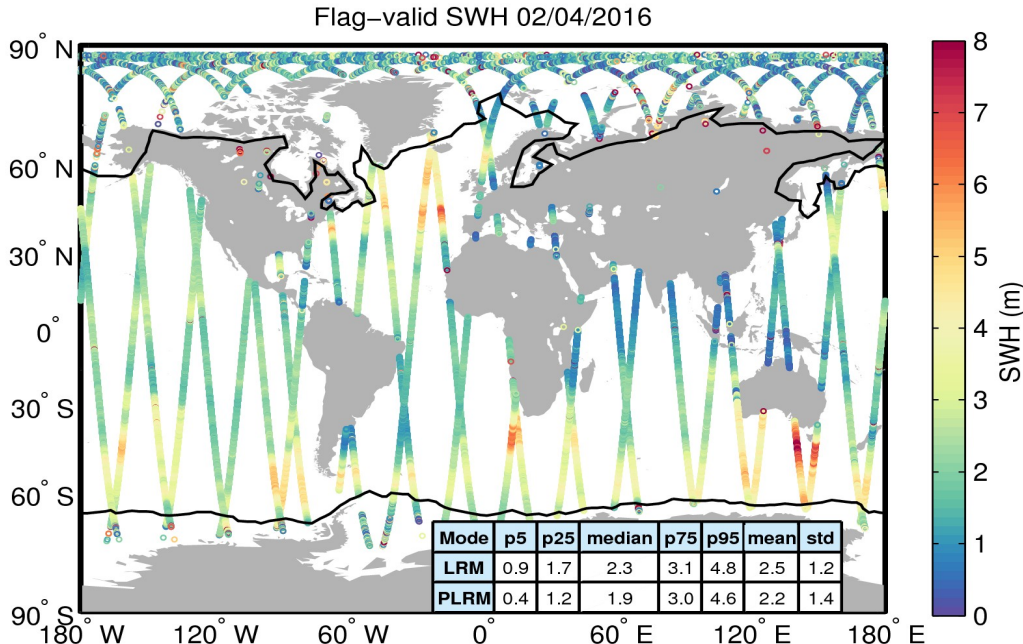 Flag−valid SWH 02/04/2016
90° N
60° N
30° N
0°
30° S
60° S
90° S
180° W
120° W
60° W
0°
60° E
120° E
180° E
8
7
6
5
4
3
2
1
0
SWH (m)
Mode p5 p25 median p75 p95 mean std
LRM 0.9 1.7 2.3 3.1 4.8 2.5 1.2
PLRM 0.4 1.2 1.9 3.0 4.6 2.2 1.4